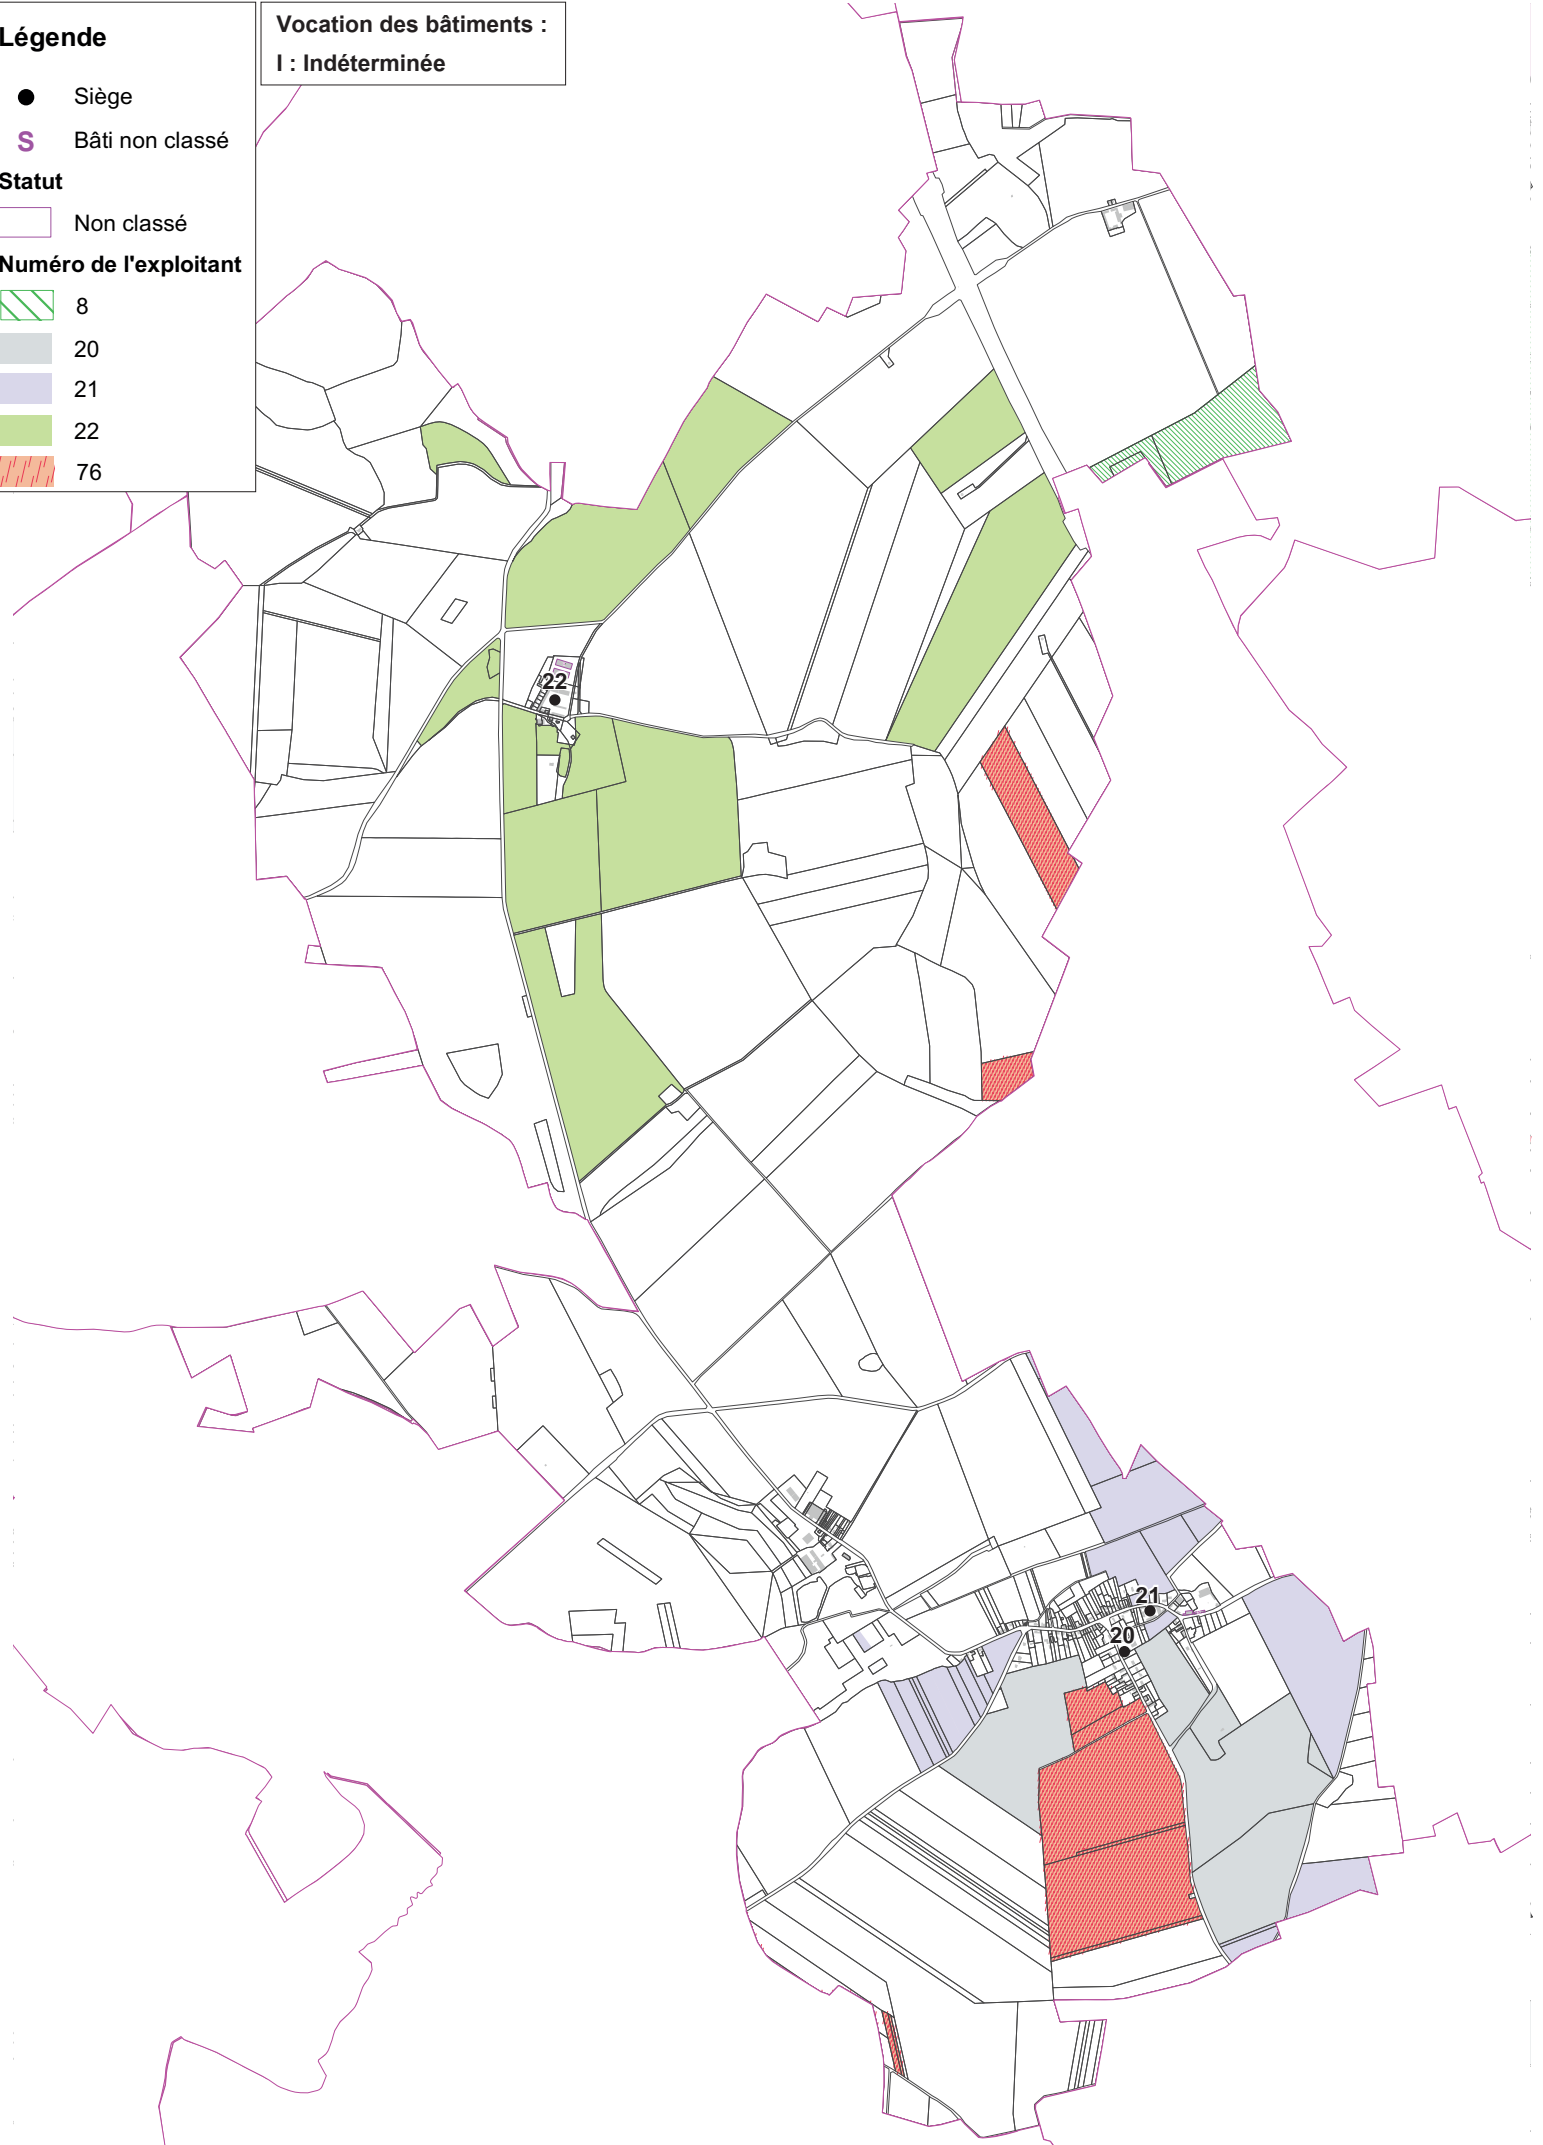 Légende
Siège
S Bâti non classé
Statut
Non classé
Numéro de l'exploitant
8
20
21
22
76
Vocation des bâtiments :
I : Indéterminée
22
21
20